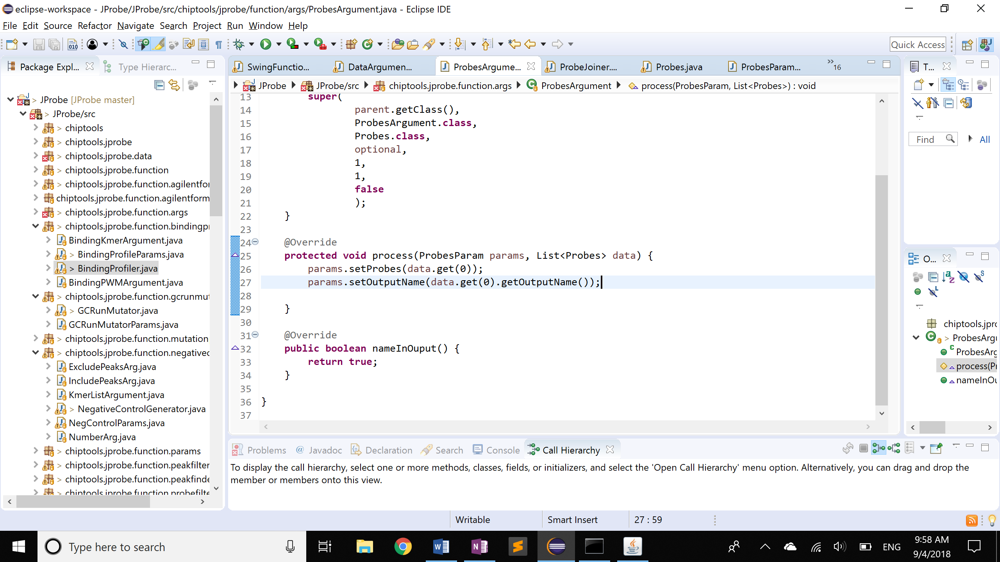 eclipse-workspace - JProbe/JProbe/src/chiptools/jprobe/function/args/ProbesArgument.java - Eclipse IDE
File Edit Source Refactor Navigate Search Project Run Window Help
Quick Access
Package Expl...
Type Hierarc...
> JProbe [JProbe master]
> JProbe/src
> chiptools
> chiptools.jprobe
> chiptools.jprobe.data
> chiptools.jprobe.function
> chiptools.jprobe.function.agilentfor
chiptools.jprobe.function.agilentform
> chiptools.jprobe.function.args
> chiptools.jprobe.function.bindingpr
BindingKmerArgument.java
> BindingProfileParams.java
> BindingProfiler.java
BindingPWMArgument.java
> chiptools.jprobe.function.gcrunmut
> GCRunMutator.java
GCRunMutatorParams.java
> chiptools.jprobe.function.mutation
> chiptools.jprobe.function.negativec
ExcludePeaksArg.java
IncludePeaksArg.java
KmerListArgument.java
> NegativeControlGenerator.java
NegControlParams.java
NumberArg.java
> chiptools.jprobe.function.params
> chiptools.jprobe.function.peakfilter
> chiptools.jprobe.function.peakfinde
> chiptools.jprobe.function.probefilte
SwingFunctio...
DataArgumen...
ProbesArgume...
ProbeJoiner....
Probes.java
ProbesParam...
»16
JProbe
JProbe/src
chiptools.jprobe.function.args
ProbesArgument
process(ProbesParam, List<Probes>) : void
13 super(
14 parent.getClass(),
15 ProbesArgument.class,
16 Probes.class,
17 optional,
18 1,
19 1,
20 false
21 );
22 }
23
24 @Override
25 protected void process(ProbesParam params, List<Probes> data) {
26 params.setProbes(data.get(0));
27 params.setOutputName(data.get(0).getOutputName());
28
29 }
30
31 @Override
32 public boolean nameInOuput() {
33 return true;
34 }
35
36 }
37
T...
Find
All
O...
chiptools.jpro
> ProbesArgu
ProbesArg
process(Pr
nameInOu
Problems
@ Javadoc
Declaration
Search
Console
Call Hierarchy
To display the call hierarchy, select one or more methods, classes, fields, or initializers, and select the 'Open Call Hierarchy' menu option. Alternatively, you can drag and drop the
member or members onto this view.
Writable
Smart Insert
27 : 59
Type here to search
ENG
9:58 AM
9/4/2018